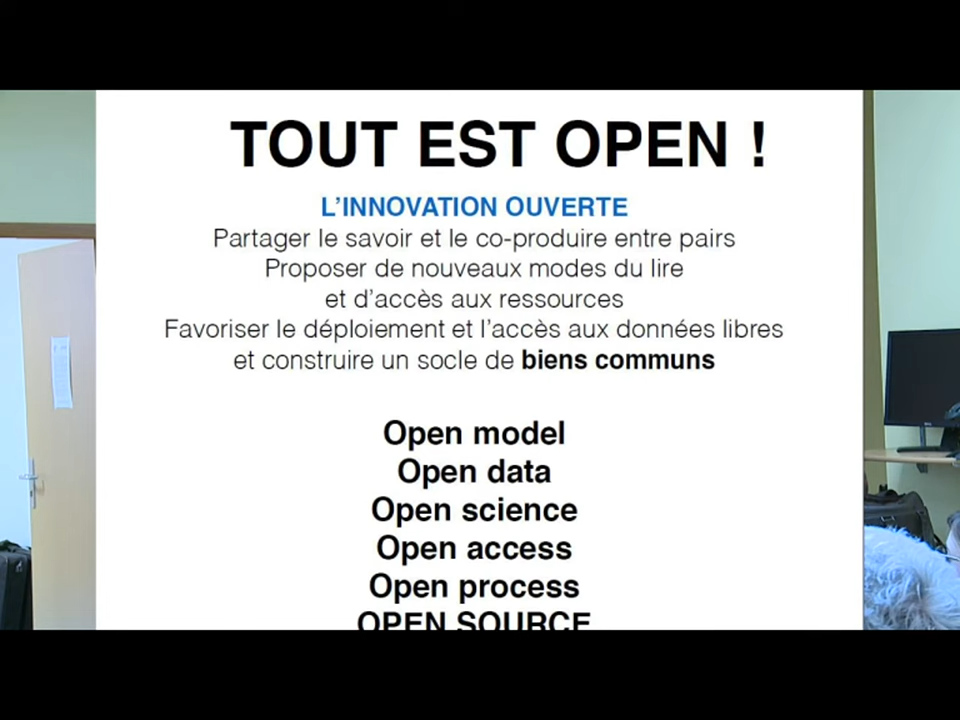 TOUT EST OPEN !
L'INNOVATION OUVERTE
Partager le savoir et le co-produire entre pairs
Proposer de nouveaux modes du lire
et d'accès aux ressources
Favoriser le déploiement et l'accès aux données libres
et construire un socle de biens communs
Open model
Open data
Open science
Open access
Open process
OPEN SOURCE